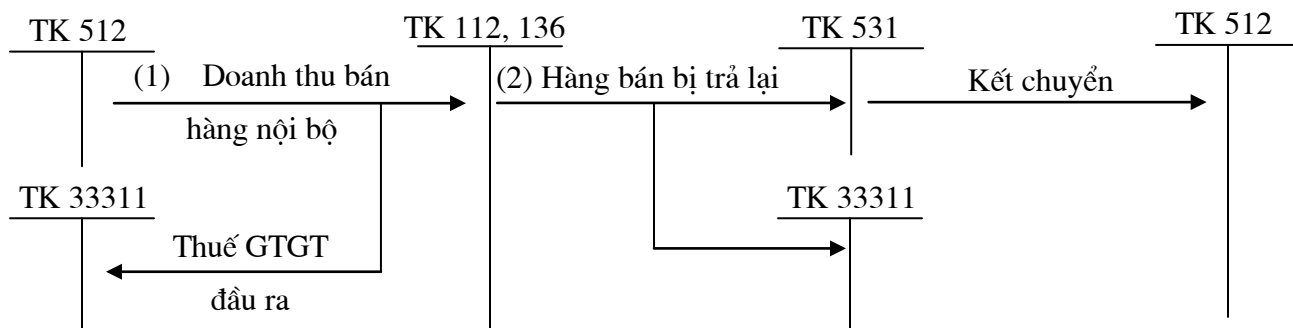 TK 512
TK 112, 136
TK 531
TK 512
(1) Doanh thu bán
hàng nội bộ
(2) Hàng bán bị trả lại
Kết chuyển
TK 33311
TK 33311
Thuế GTGT
đầu ra